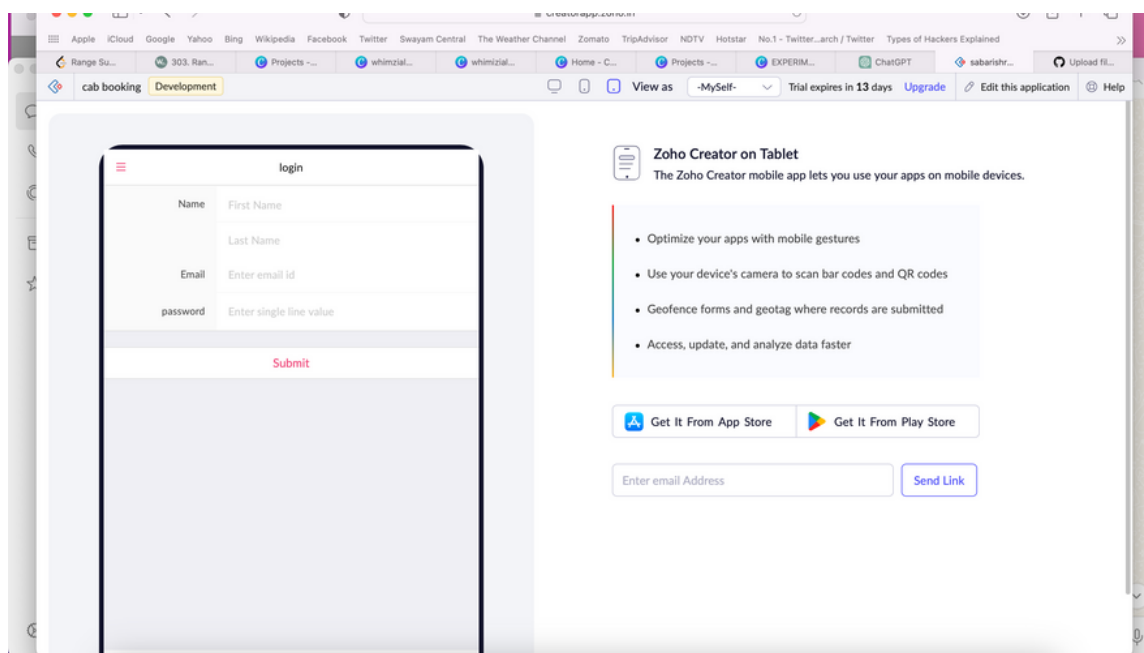 creatorapp.zoho.in
Apple iCloud Google Yahoo Bing Wikipedia Facebook Twitter Swayam Central The Weather Channel Zomato TripAdvisor NDTV Hotstar No.1 - Twitter...arch / Twitter Types of Hackers Explained
Range Su... 303. Ran... Projects -... whimzial... whimizial... Home - C... Projects -... EXPERIM... ChatGPT sabarishr... Upload fil...
cab booking Development View as -MySelf- Trial expires in 13 days Upgrade Edit this application Help
login
Name First Name
Last Name
Email Enter email id
password Enter single line value
Submit
Zoho Creator on Tablet
The Zoho Creator mobile app lets you use your apps on mobile devices.
• Optimize your apps with mobile gestures
• Use your device's camera to scan bar codes and QR codes
• Geofence forms and geotag where records are submitted
• Access, update, and analyze data faster
Get It From App Store Get It From Play Store
Enter email Address Send Link